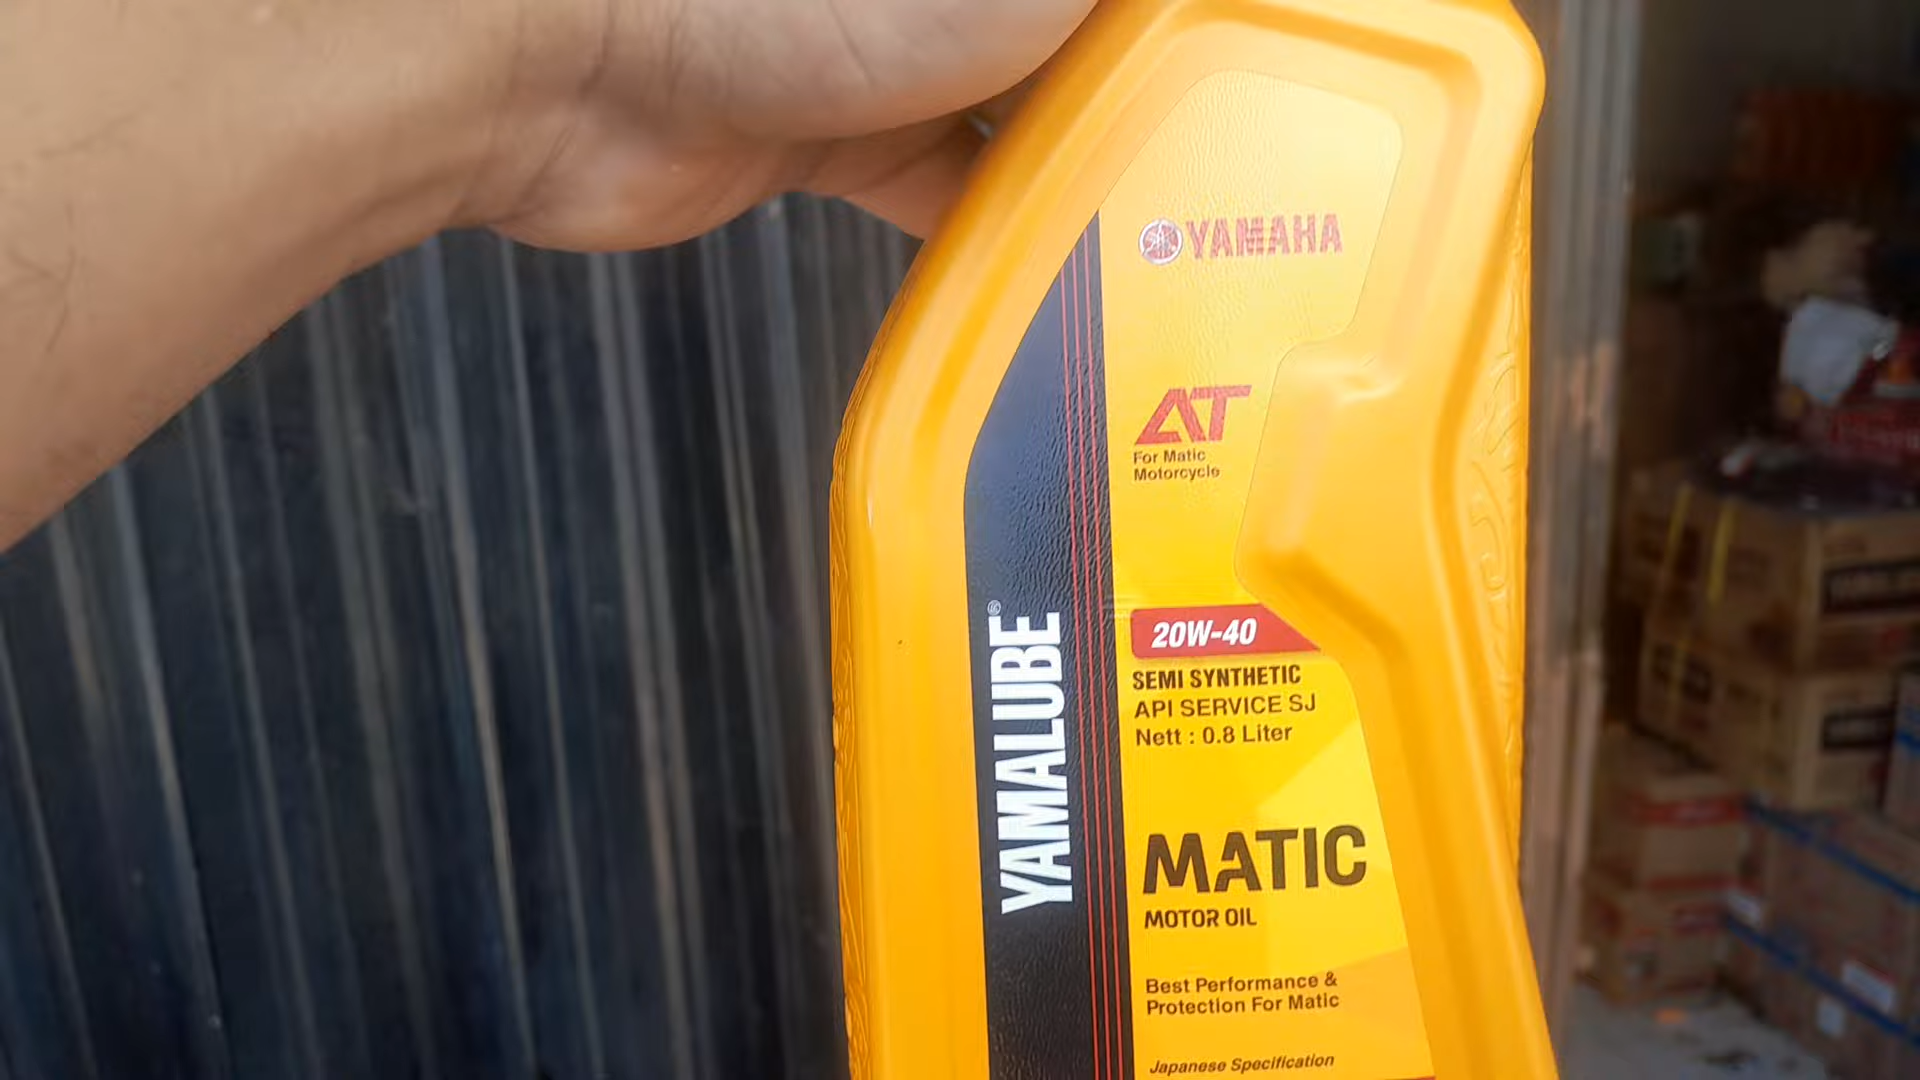 YAMAHA
AT
For Matic
Motorcycle
YAMALUBE®
20W-40
SEMI SYNTHETIC
API SERVICE SJ
Nett : 0.8 Liter
MATIC
MOTOR OIL
Best Performance &
Protection For Matic
Japanese Specification